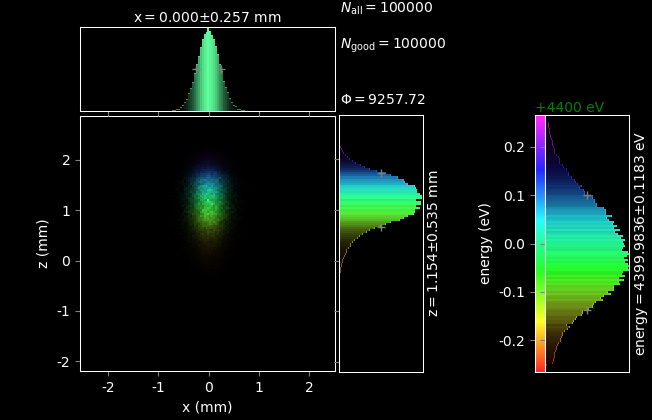 x = 0.000±0.257 mm
N_all = 100000
N_good = 100000
Φ = 9257.72
+4400 eV
z (mm)
2
1
0
-1
-2
-2
-1
0
1
2
x (mm)
z = 1.154±0.535 mm
energy (eV)
0.2
0.1
0.0
-0.1
-0.2
energy = 4399.9836±0.1183 eV